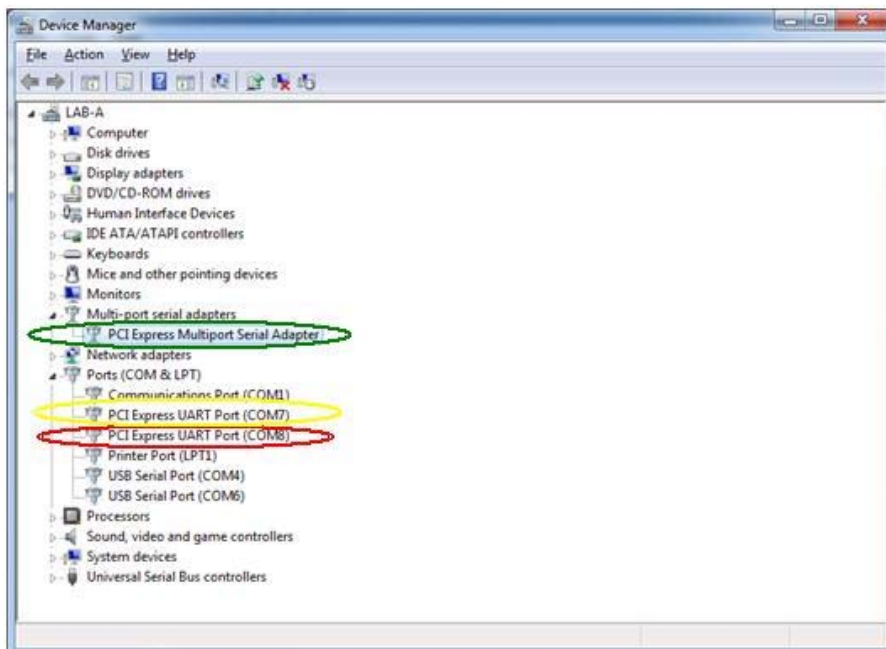 Device Manager
File Action View Help
LAB-A
Computer
Disk drives
Display adapters
DVD/CD-ROM drives
Human Interface Devices
IDE ATA/ATAPI controllers
Keyboards
Mice and other pointing devices
Monitors
Multi-port serial adapters
PCI Express Multiport Serial Adapter
Network adapters
Ports (COM & LPT)
Communications Port (COM1)
PCI Express UART Port (COM7)
PCI Express UART Port (COM8)
Printer Port (LPT1)
USB Serial Port (COM4)
USB Serial Port (COM6)
Processors
Sound, video and game controllers
System devices
Universal Serial Bus controllers